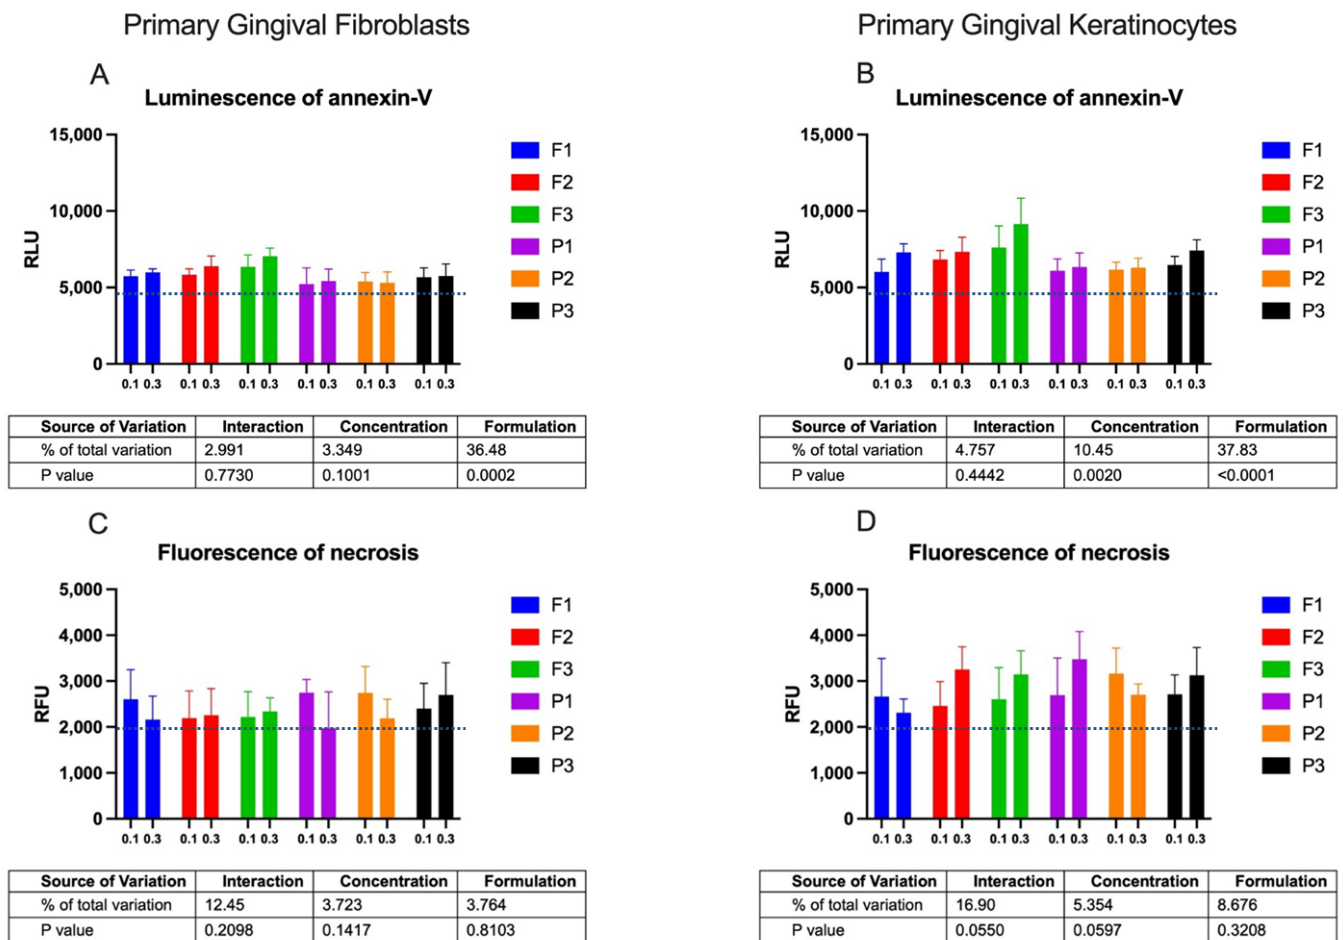 Primary Gingival Fibroblasts
Primary Gingival Keratinocytes
A
Luminescence of annexin-V
15,000
10,000
5,000
0
RLU
0.1 0.3 0.1 0.3 0.1 0.3 0.1 0.3 0.1 0.3 0.1 0.3
F1
F2
F3
P1
P2
P3
Source of Variation Interaction Concentration Formulation
% of total variation 2.991 3.349 36.48
P value 0.7730 0.1001 0.0002
B
Luminescence of annexin-V
15,000
10,000
5,000
0
RLU
0.1 0.3 0.1 0.3 0.1 0.3 0.1 0.3 0.1 0.3 0.1 0.3
F1
F2
F3
P1
P2
P3
Source of Variation Interaction Concentration Formulation
% of total variation 4.757 10.45 37.83
P value 0.4442 0.0020 <0.0001
C
Fluorescence of necrosis
5,000
4,000
3,000
2,000
1,000
0
RFU
0.1 0.3 0.1 0.3 0.1 0.3 0.1 0.3 0.1 0.3 0.1 0.3
F1
F2
F3
P1
P2
P3
Source of Variation Interaction Concentration Formulation
% of total variation 12.45 3.723 3.764
P value 0.2098 0.1417 0.8103
D
Fluorescence of necrosis
5,000
4,000
3,000
2,000
1,000
0
RFU
0.1 0.3 0.1 0.3 0.1 0.3 0.1 0.3 0.1 0.3 0.1 0.3
F1
F2
F3
P1
P2
P3
Source of Variation Interaction Concentration Formulation
% of total variation 16.90 5.354 8.676
P value 0.0550 0.0597 0.3208